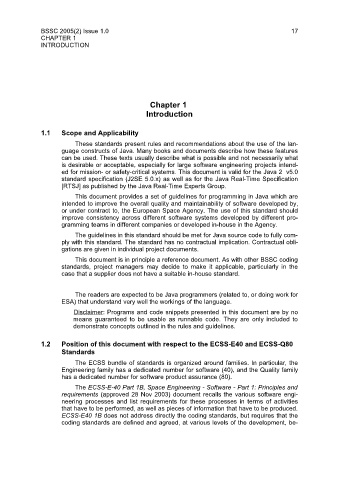 BSSC 2005(2) Issue 1.0 17
CHAPTER 1
INTRODUCTION
Chapter 1
Introduction
1.1 Scope and Applicability
These standards present rules and recommendations about the use of the lan-
guage constructs of Java. Many books and documents describe how these features
can be used. These texts usually describe what is possible and not necessarily what
is desirable or acceptable, especially for large software engineering projects intend-
ed for mission- or safety-critical systems. This document is valid for the Java 2 v5.0
standard specification (J2SE 5.0.x) as well as for the Java Real-Time Specification
[RTSJ] as published by the Java Real-Time Experts Group.
This document provides a set of guidelines for programming in Java which are
intended to improve the overall quality and maintainability of software developed by,
or under contract to, the European Space Agency. The use of this standard should
improve consistency across different software systems developed by different pro-
gramming teams in different companies or developed in-house in the Agency.
The guidelines in this standard should be met for Java source code to fully com-
ply with this standard. The standard has no contractual implication. Contractual obli-
gations are given in individual project documents.
This document is in principle a reference document. As with other BSSC coding
standards, project managers may decide to make it applicable, particularly in the
case that a supplier does not have a suitable in-house standard.
The readers are expected to be Java programmers (related to, or doing work for
ESA) that understand very well the workings of the language.
Disclaimer: Programs and code snippets presented in this document are by no
means guaranteed to be usable as runnable code. They are only included to
demonstrate concepts outlined in the rules and guidelines.
1.2 Position of this document with respect to the ECSS-E40 and ECSS-Q80
Standards
The ECSS bundle of standards is organized around families. In particular, the
Engineering family has a dedicated number for software (40), and the Quality family
has a dedicated number for software product assurance (80).
The ECSS-E-40 Part 1B, Space Engineering - Software - Part 1: Principles and
requirements (approved 28 Nov 2003) document recalls the various software engi-
neering processes and list requirements for these processes in terms of activities
that have to be performed, as well as pieces of information that have to be produced.
ECSS-E40 1B does not address directly the coding standards, but requires that the
coding standards are defined and agreed, at various levels of the development, be-